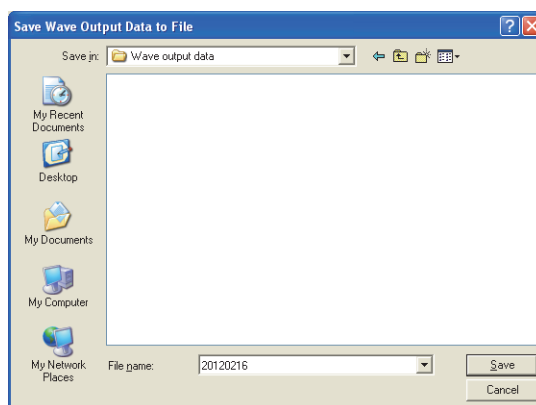 Save Wave Output Data to File
Save in: Wave output data
My Recent
Documents
Desktop
My Documents
My Computer
My Network
Places
File name: 20120216
Save
Cancel